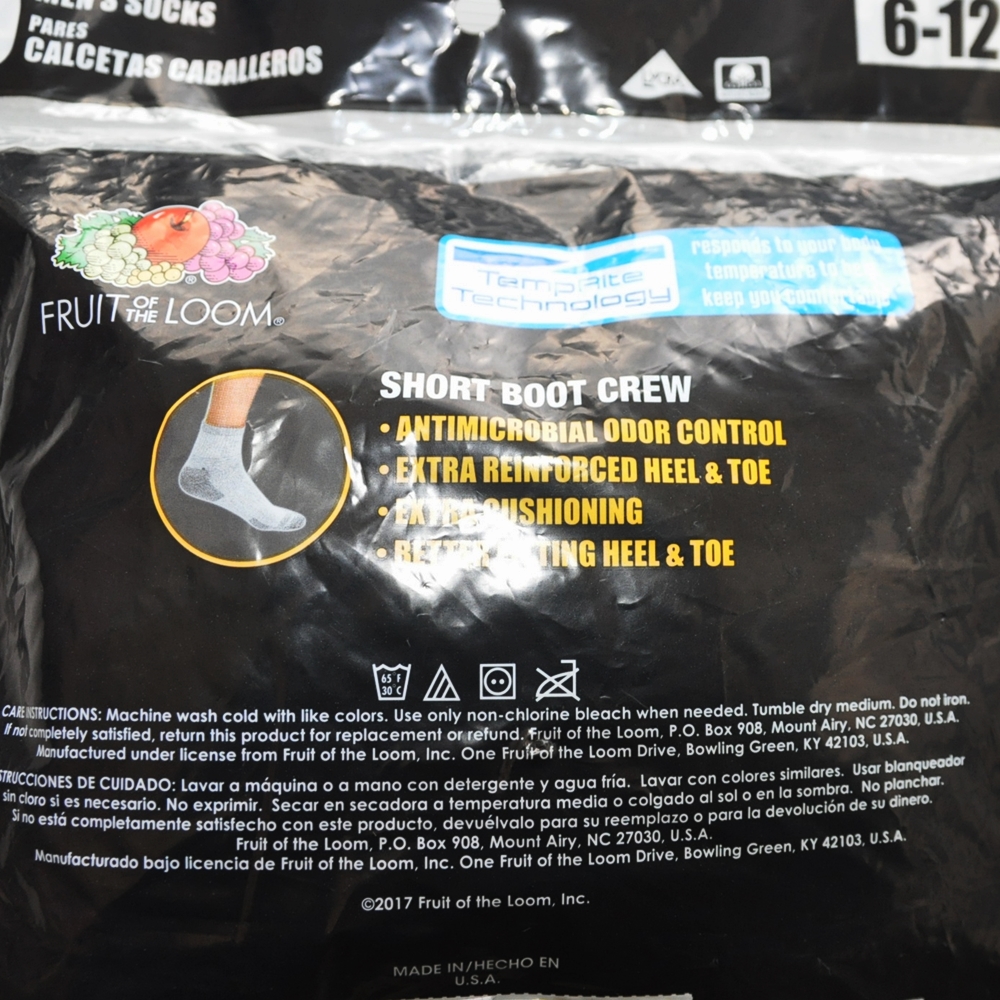 MEN'S SOCKS
PARES
CALCETAS CABALLEROS
6-12
FRUIT OF THE LOOM®
TempRite
Technology
responds to your body
temperature to help
keep you comfortable
SHORT BOOT CREW
• ANTIMICROBIAL ODOR CONTROL
• EXTRA REINFORCED HEEL & TOE
• EXTRA CUSHIONING
• BETTER FITTING HEEL & TOE
65 F
30 C
CARE INSTRUCTIONS: Machine wash cold with like colors. Use only non-chlorine bleach when needed. Tumble dry medium. Do not iron.
If not completely satisfied, return this product for replacement or refund. Fruit of the Loom, P.O. Box 908, Mount Airy, NC 27030, U.S.A.
Manufactured under license from Fruit of the Loom, Inc. One Fruit of the Loom Drive, Bowling Green, KY 42103, U.S.A.
TRUCCIONES DE CUIDADO: Lavar a máquina o a mano con detergente y agua fría. Lavar con colores similares. Usar blanqueador
sin cloro si es necesario. No exprimir. Secar en secadora a temperatura media o colgado al sol o en la sombra. No planchar.
Si no está completamente satisfecho con este producto, devuélvalo para su reemplazo o para la devolución de su dinero.
Fruit of the Loom, P.O. Box 908, Mount Airy, NC 27030, U.S.A.
Manufacturado bajo licencia de Fruit of the Loom, Inc. One Fruit of the Loom Drive, Bowling Green, KY 42103, U.S.A.
©2017 Fruit of the Loom, Inc.
MADE IN/HECHO EN
U.S.A.